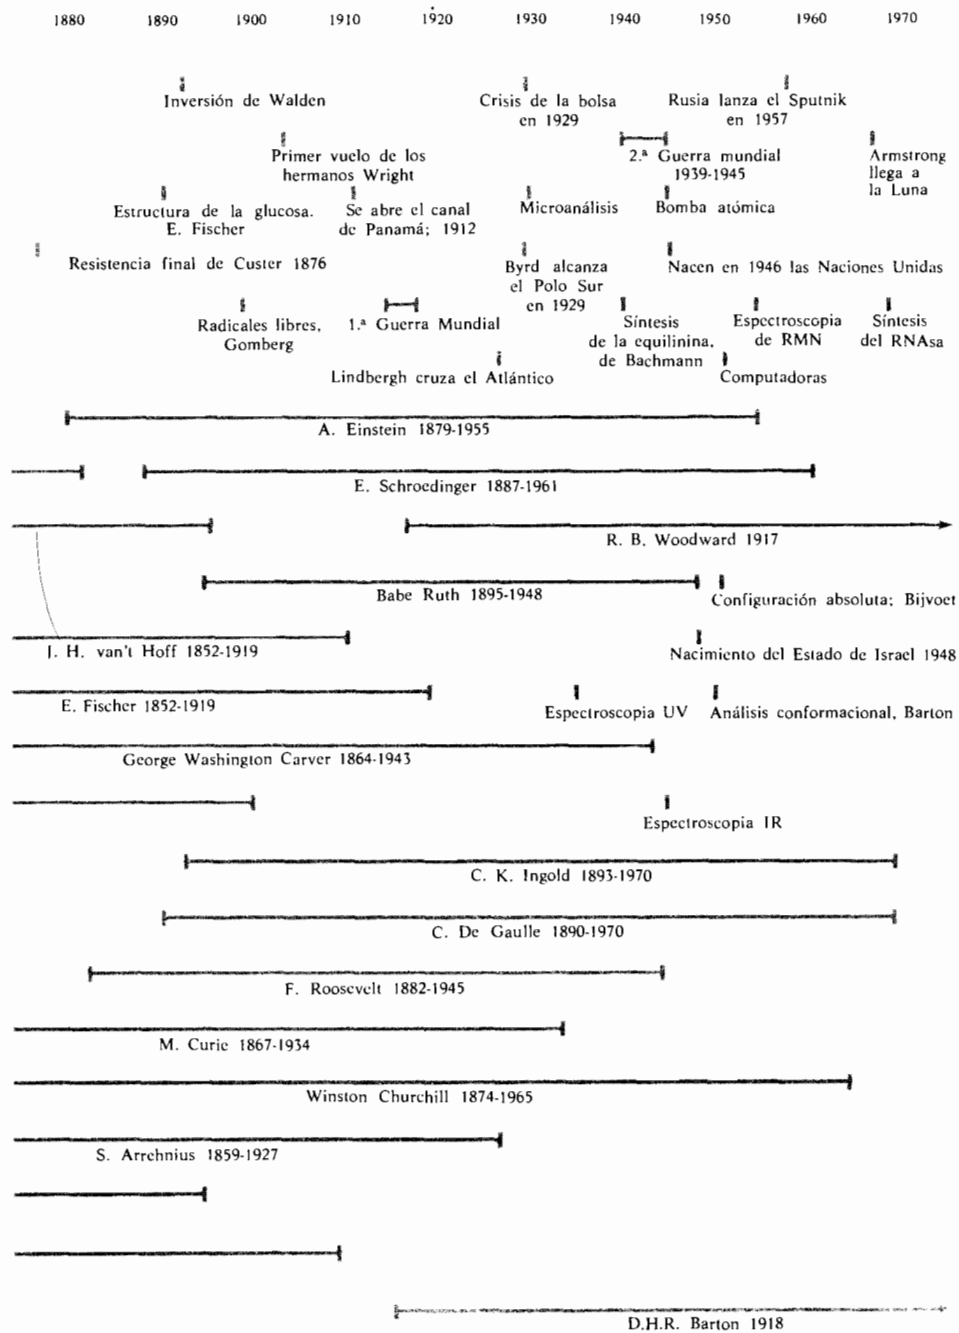 1880 1890 1900 1910 1920 1930 1940 1950 1960 1970
Inversión de Walden
Crisis de la bolsa
en 1929
Rusia lanza el Sputnik
en 1957
Primer vuelo de los
hermanos Wright
2.ª Guerra mundial
1939-1945
Armstrong
llega a
la Luna
Estructura de la glucosa.
E. Fischer
Se abre el canal
de Panamá; 1912
Microanálisis
Bomba atómica
Resistencia final de Custer 1876
Byrd alcanza
el Polo Sur
en 1929
Nacen en 1946 las Naciones Unidas
Radicales libres,
Gomberg
1.ª Guerra Mundial
Síntesis
de la equilinina,
de Bachmann
Espectroscopia
de RMN
Síntesis
del RNAsa
Lindbergh cruza el Atlántico
Computadoras
A. Einstein 1879-1955
E. Schroedinger 1887-1961
R. B. Woodward 1917
Babe Ruth 1895-1948
Configuración absoluta; Bijvoet
J. H. van't Hoff 1852-1919
Nacimiento del Estado de Israel 1948
E. Fischer 1852-1919
Espectroscopia UV
Análisis conformacional, Barton
George Washington Carver 1864-1943
Espectroscopia IR
C. K. Ingold 1893-1970
C. De Gaulle 1890-1970
F. Roosevelt 1882-1945
M. Curie 1867-1934
Winston Churchill 1874-1965
S. Arrehnius 1859-1927
D.H.R. Barton 1918